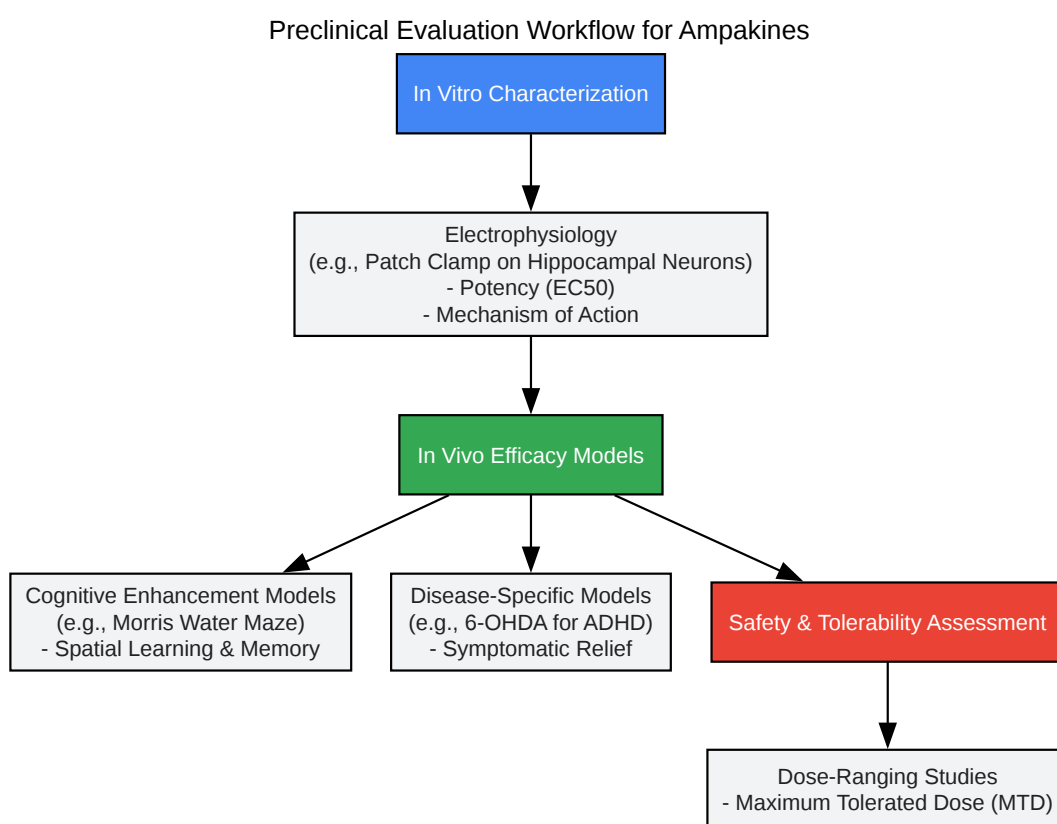 Preclinical Evaluation Workflow for Ampakines
In Vitro Characterization
Electrophysiology
(e.g., Patch Clamp on Hippocampal Neurons)
- Potency (EC50)
- Mechanism of Action
In Vivo Efficacy Models
Cognitive Enhancement Models
(e.g., Morris Water Maze)
- Spatial Learning & Memory
Disease-Specific Models
(e.g., 6-OHDA for ADHD)
- Symptomatic Relief
Safety & Tolerability Assessment
Dose-Ranging Studies
- Maximum Tolerated Dose (MTD)